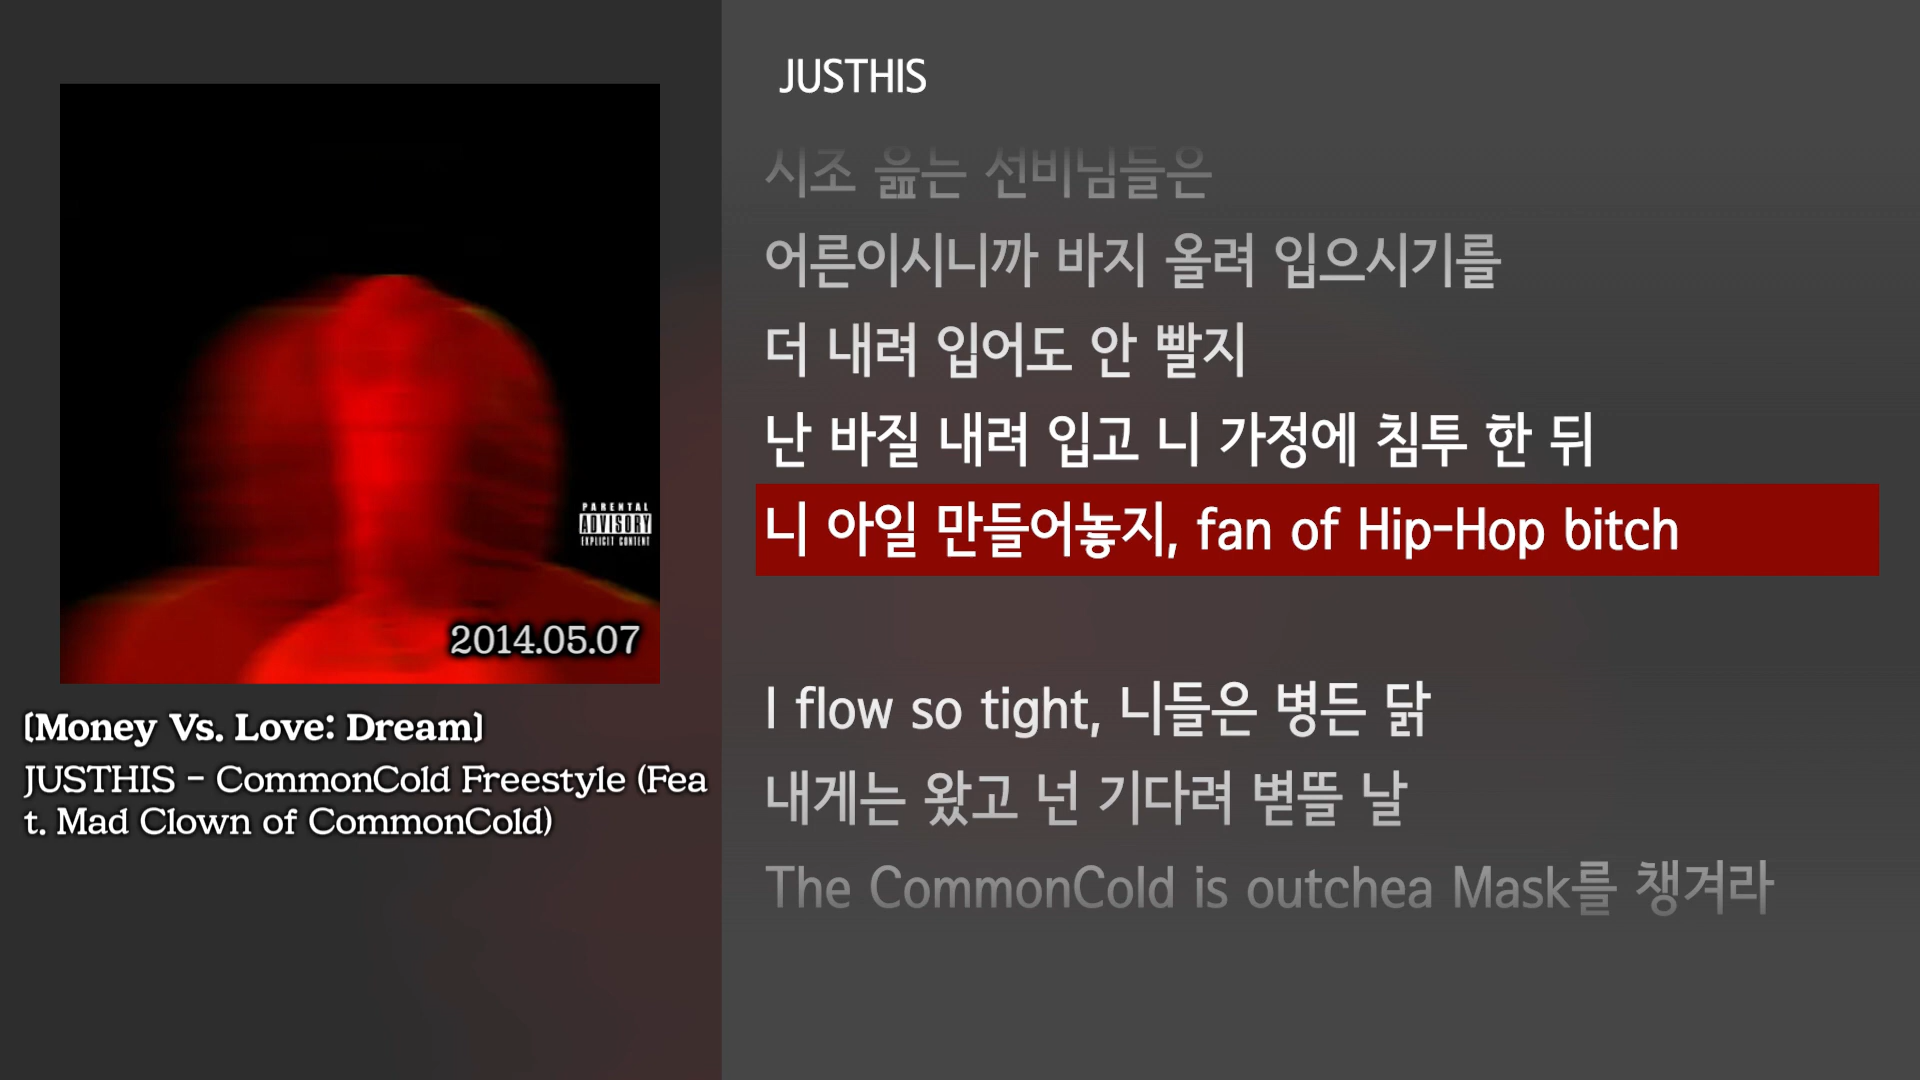 PARENTAL
ADVISORY
EXPLICIT CONTENT
2014.05.07
[Money Vs. Love: Dream]
JUSTHIS - CommonCold Freestyle (Fea
t. Mad Clown of CommonCold)
JUSTHIS
시조 읊는 선비님들은
어른이시니까 바지 올려 입으시기를
더 내려 입어도 안 빨지
난 바질 내려 입고 니 가정에 침투 한 뒤
니 아일 만들어놓지, fan of Hip-Hop bitch
I flow so tight, 니들은 병든 닭
내게는 왔고 넌 기다려 볃뜰 날
The CommonCold is outchea Mask를 챙겨라